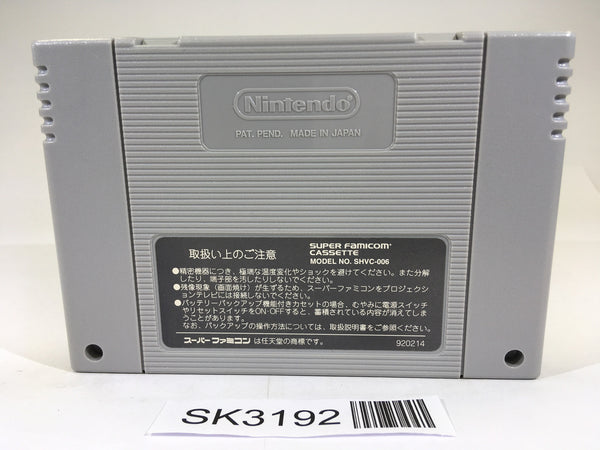 Nintendo®
PAT. PEND. MADE IN JAPAN
取扱い上のご注意
SUPER FAMICOM®
CASSETTE
MODEL NO. SHVC-006
●精密機器につき、極端な温度変化やショックを避けてください。また分解
したり、端子部を汚したりしないでください。
●残像現象（画面焼け）が生ずるため、スーパーファミコンをプロジェクシ
ョンテレビには接続しないでください。
●バッテリーバックアップ機能付きカセットの場合、むやみに電源スイッチ
やリセットスイッチをON・OFFすると、蓄積されている内容が消えてしま
うことがあります。
なお、バックアップの操作方法については、取扱説明書をご参照ください。
スーパーファミコン は任天堂の商標です。
920214
SK3192